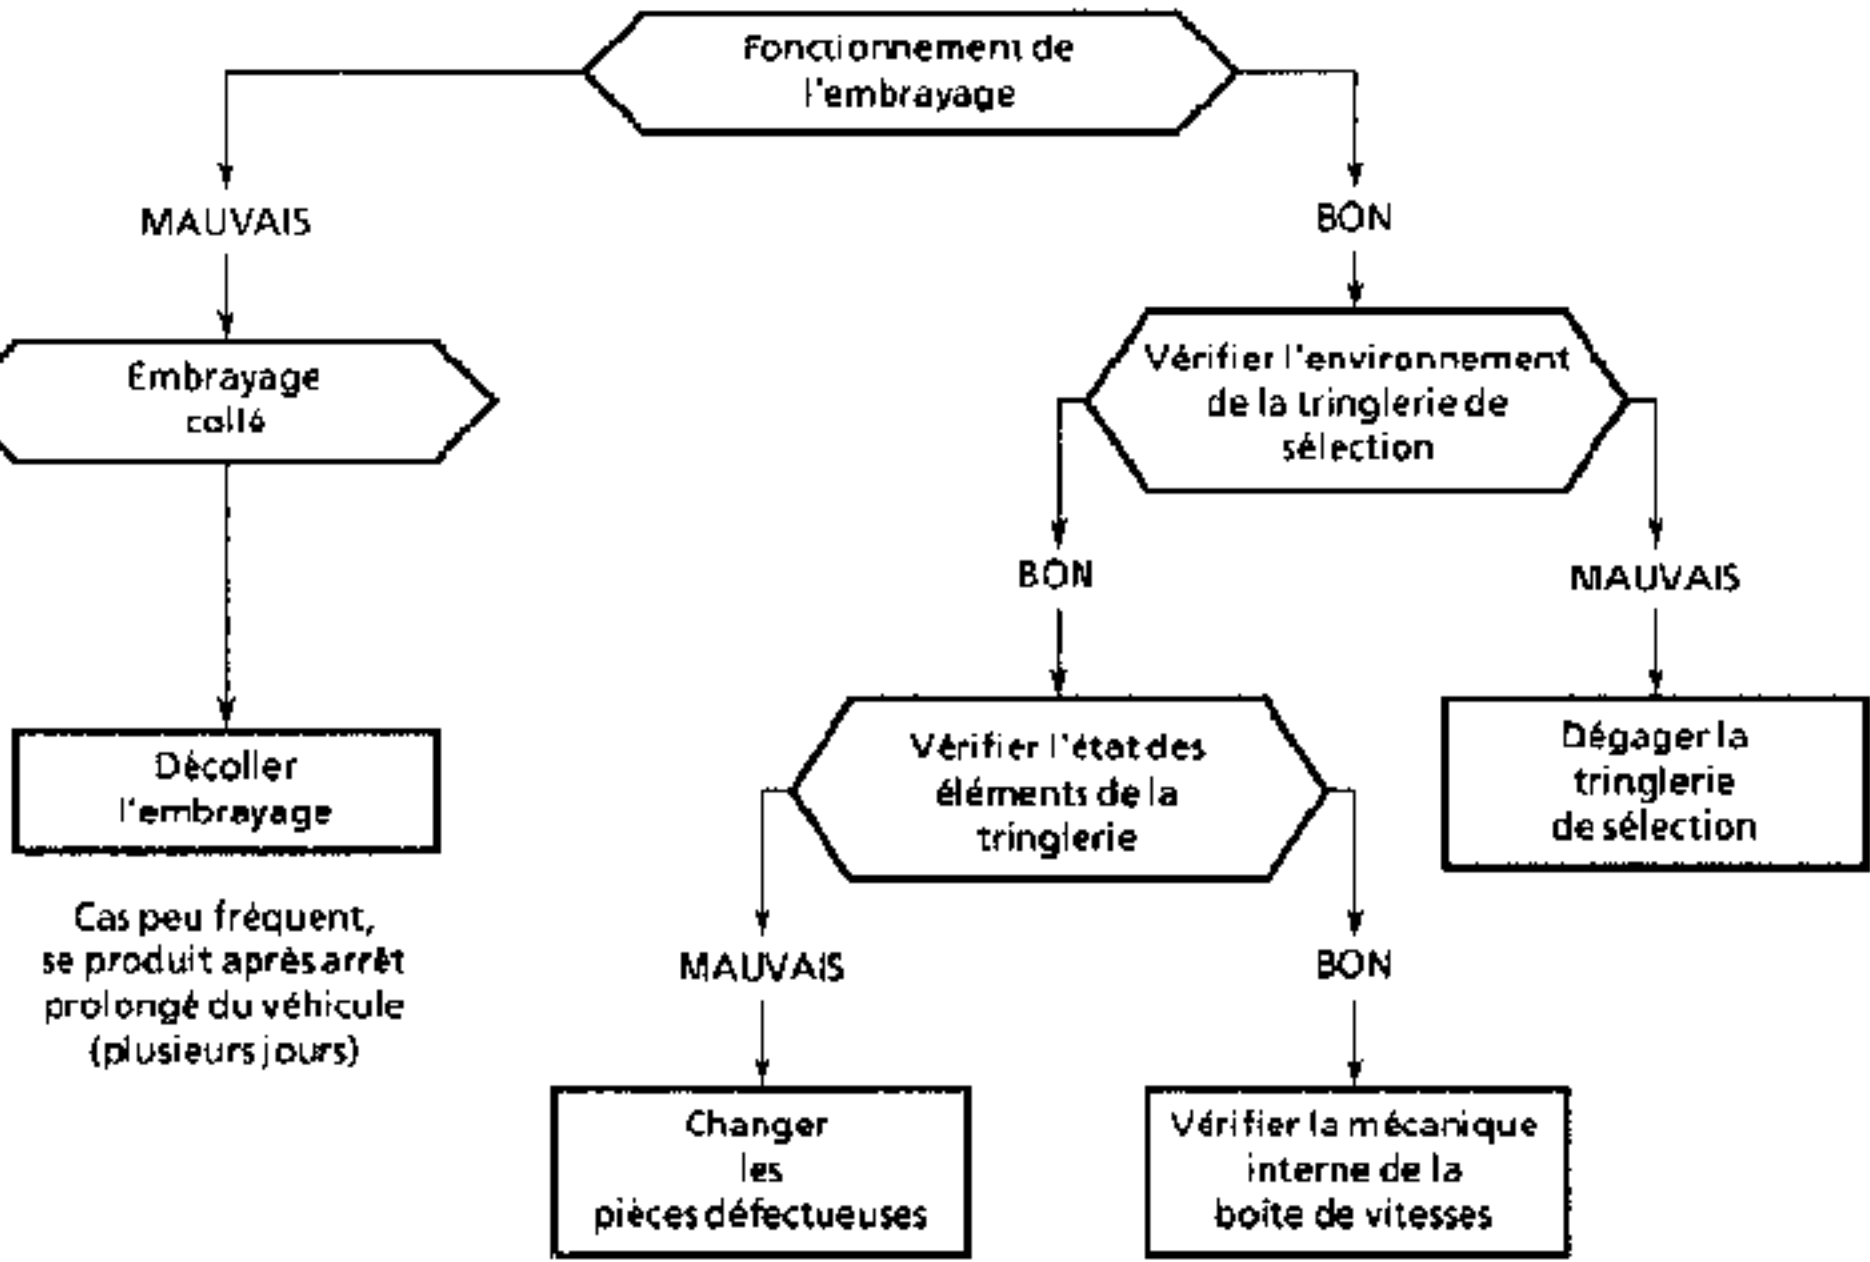 Fonctionnement de
l'embrayage
MAUVAIS
BON
Embrayage
collé
Vérifier l'environnement
de la tringlerie de
sélection
BON
MAUVAIS
Décoller
l'embrayage
Cas peu fréquent,
se produit après arrêt
prolongé du véhicule
(plusieurs jours)
Vérifier l'état des
éléments de la
tringlerie
Dégager la
tringlerie
de sélection
MAUVAIS
BON
Changer
les
pièces défectueuses
Vérifier la mécanique
interne de la
boîte de vitesses